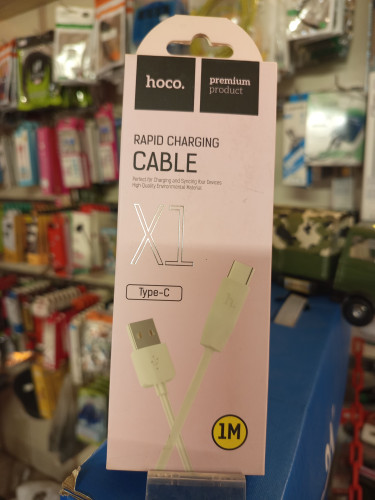 hoco.
premium
product
RAPID CHARGING
CABLE
Perfect for Charging and Syncing Your Devices
High Quality Environmental Material
X1
Type-C
1M